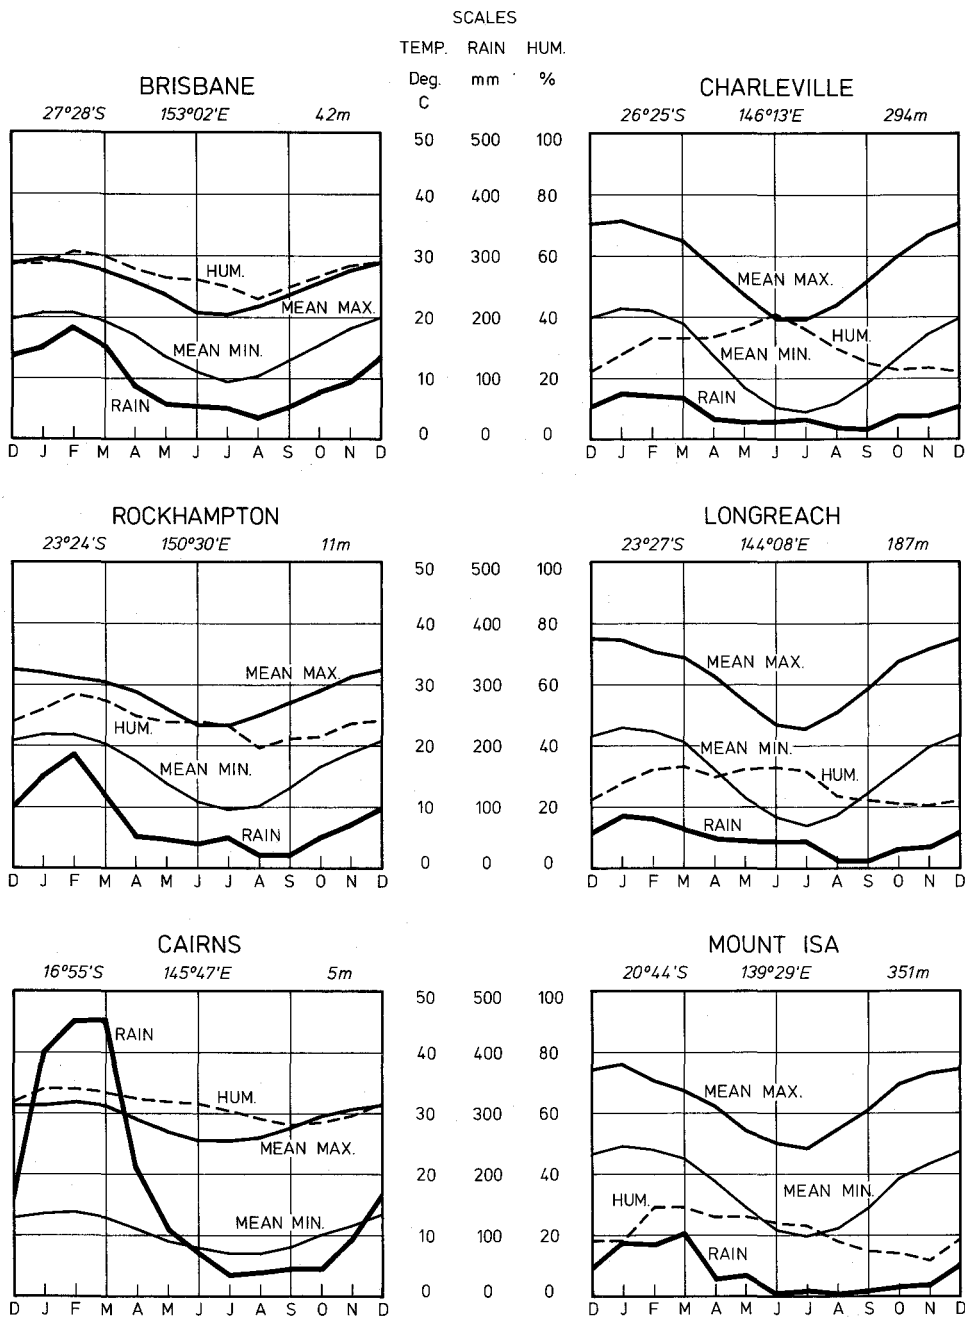 SCALES
TEMP. RAIN HUM.
Deg. mm %
C
BRISBANE
27°28'S 153°02'E 42m
HUM.
MEAN MAX.
MEAN MIN.
RAIN
D J F M A M J J A S O N D
50 500 100
40 400 80
30 300 60
20 200 40
10 100 20
0 0 0
CHARLEVILLE
26°25'S 146°13'E 294m
MEAN MAX.
HUM.
MEAN MIN.
RAIN
D J F M A M J J A S O N D
ROCKHAMPTON
23°24'S 150°30'E 11m
MEAN MAX.
HUM.
MEAN MIN.
RAIN
D J F M A M J J A S O N D
50 500 100
40 400 80
30 300 60
20 200 40
10 100 20
0 0 0
LONGREACH
23°27'S 144°08'E 187m
MEAN MAX.
MEAN MIN.
HUM.
RAIN
D J F M A M J J A S O N D
CAIRNS
16°55'S 145°47'E 5m
RAIN
HUM.
MEAN MAX.
MEAN MIN.
D J F M A M J J A S O N D
50 500 100
40 400 80
30 300 60
20 200 40
10 100 20
0 0 0
MOUNT ISA
20°44'S 139°29'E 351m
MEAN MAX.
MEAN MIN.
HUM.
RAIN
D J F M A M J J A S O N D